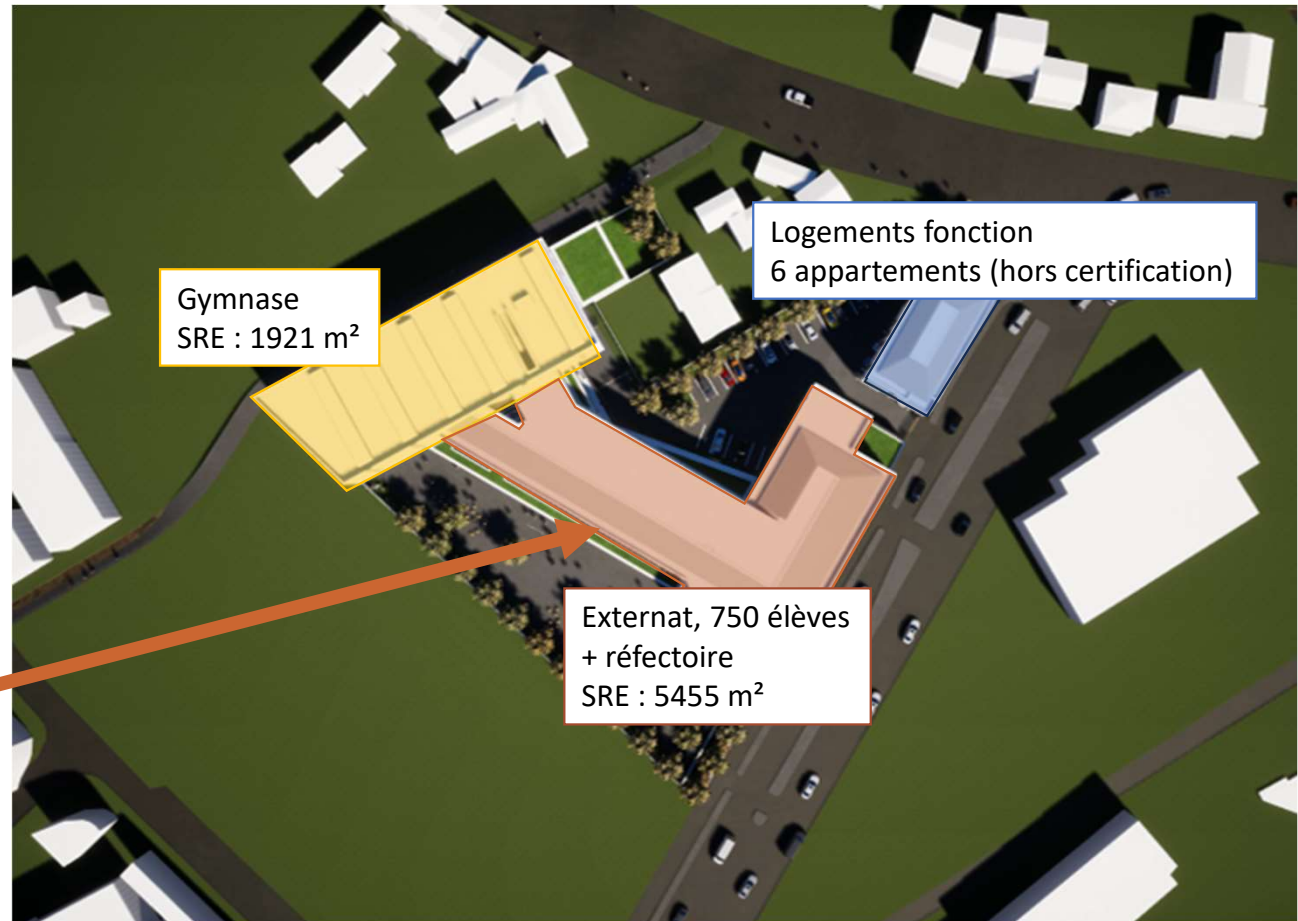 Logements fonction
6 appartements (hors certification)
Gymnase
SRE : 1921 m²
Externat, 750 élèves
+ réfectoire
SRE : 5455 m²